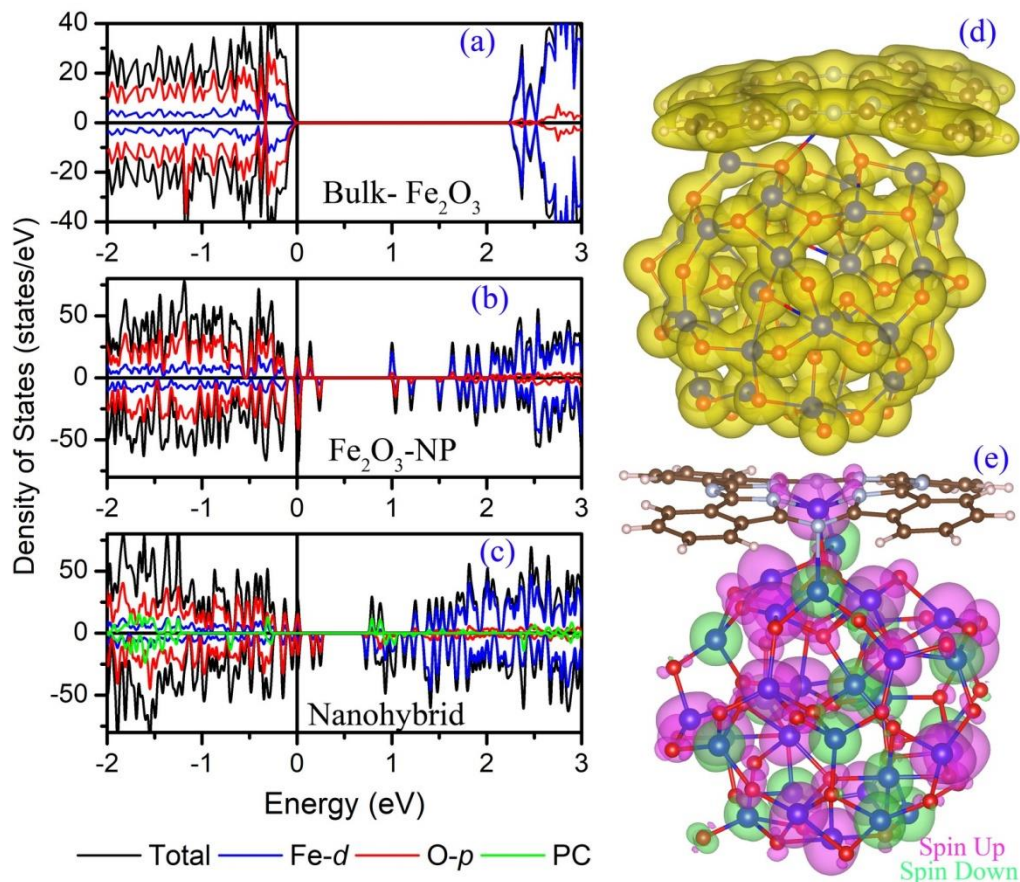 Density of States (states/eV)
40
20
0
-20
-40
-2
-1
0
1
2
3
(a)
Bulk- Fe₂O₃
50
0
-50
-2
-1
0
1
2
3
(b)
Fe₂O₃-NP
50
0
-50
-2
-1
0
1
2
3
(c)
Nanohybrid
Energy (eV)
Total Fe-d O-p PC
(d)
(e)
Spin Up
Spin Down